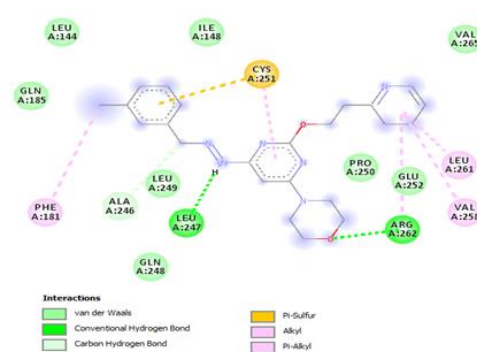 LEU
A:144
ILE
A:148
VAL
A:265
CYS
A:251
GLN
A:185
N
N
H
N
N
O
N
O
N
PRO
A:250
GLU
A:252
LEU
A:261
VAL
A:258
ARG
A:262
PHE
A:181
ALA
A:246
LEU
A:249
LEU
A:247
GLN
A:248
Interactions
van der Waals
Conventional Hydrogen Bond
Carbon Hydrogen Bond
Pi-Sulfur
Alkyl
Pi-Alkyl